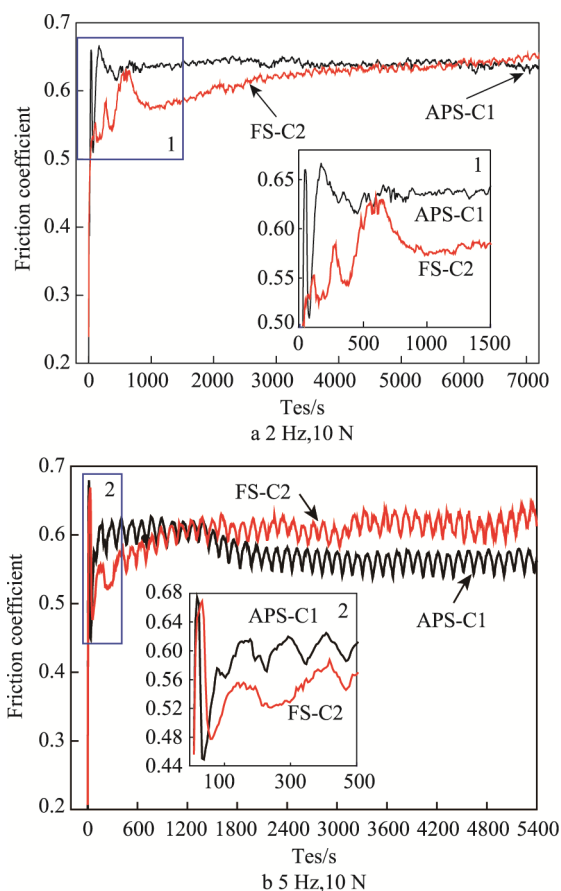 0.7
0.6
0.5
0.4
0.3
0.2
Friction coefficient
1
FS-C2
APS-C1
1
0.65
0.60
0.55
0.50
APS-C1
FS-C2
0 500 1000 1500
0 1000 2000 3000 4000 5000 6000 7000
Tes/s
a 2 Hz,10 N
0.7
0.6
0.5
0.4
0.3
0.2
Friction coefficient
2
FS-C2
APS-C1
0.68
0.64
0.60
0.56
0.52
0.48
0.44
APS-C1 2
FS-C2
100 300 500
0 600 1200 1800 2400 3000 3600 4200 4800 5400
Tes/s
b 5 Hz,10 N